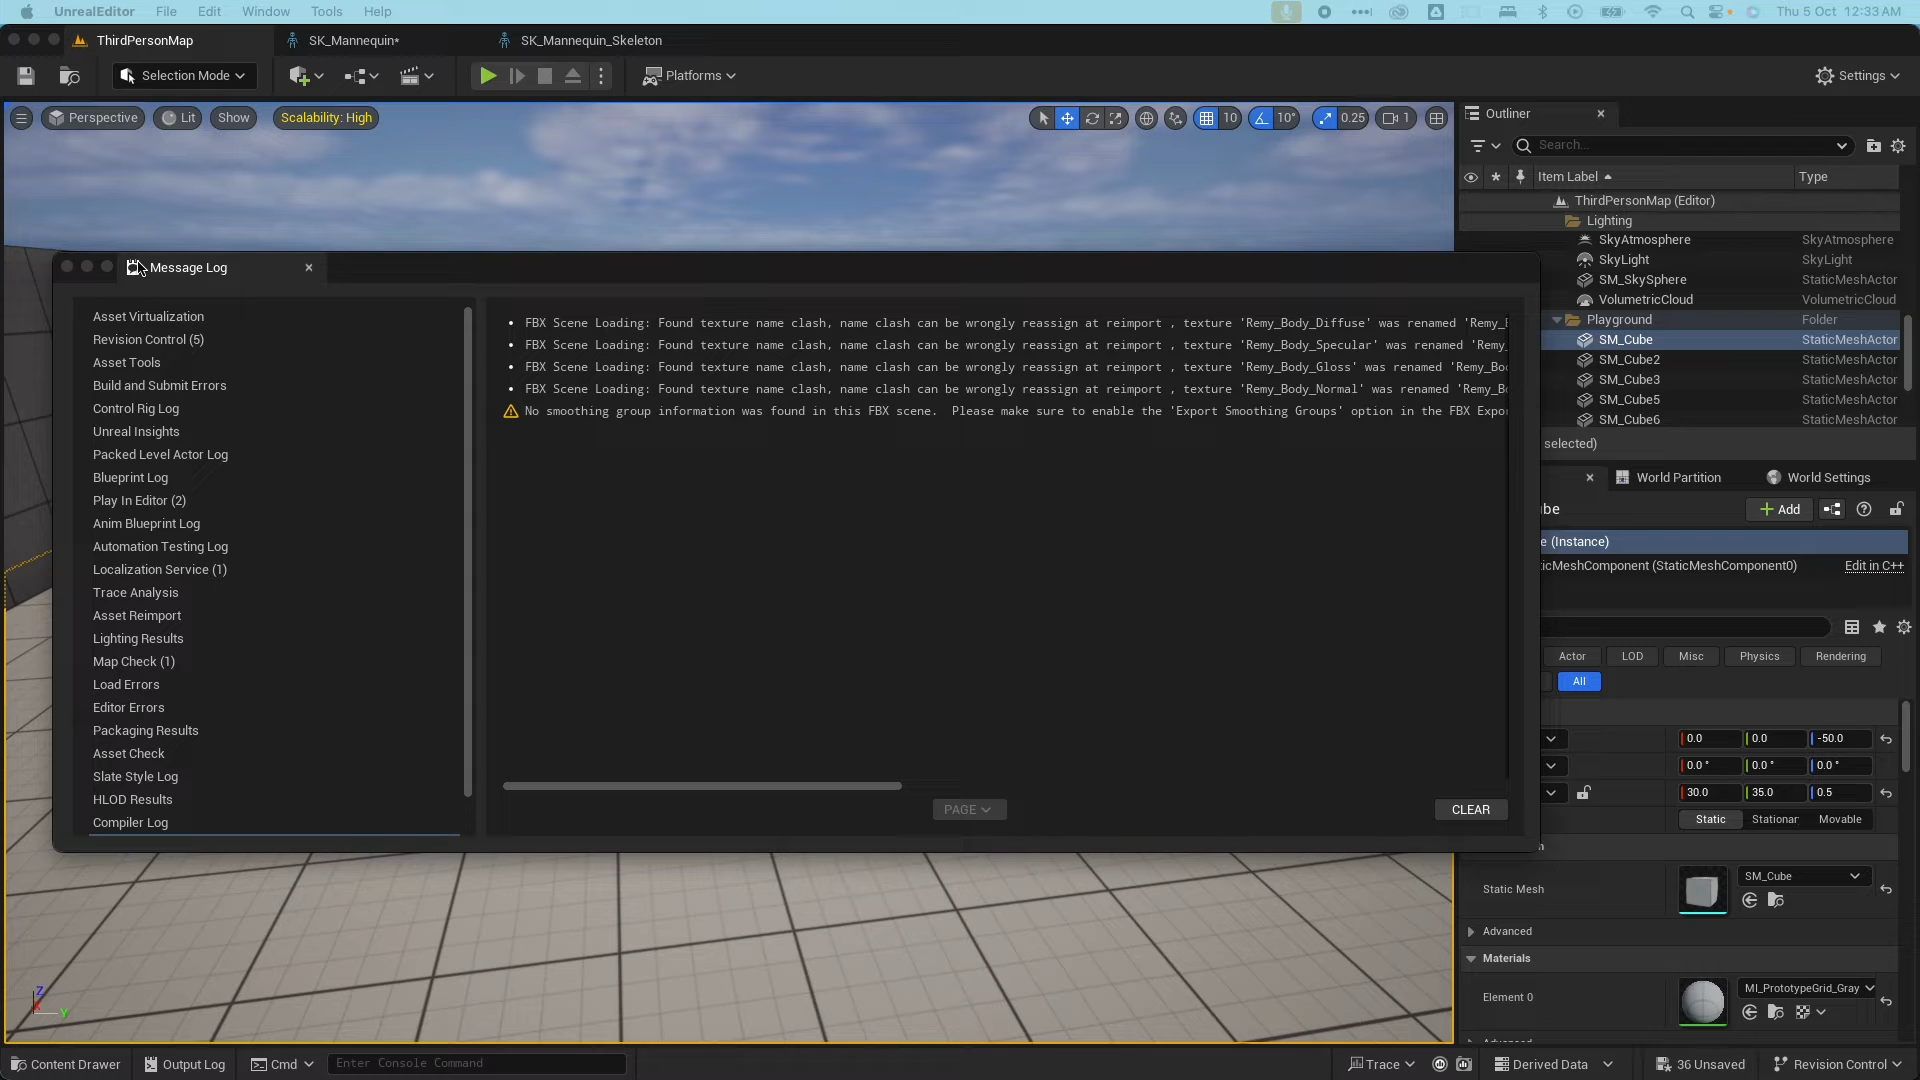 UnrealEditor File Edit Window Tools Help
Thu 5 Oct 12:33 AM
ThirdPersonMap
SK_Mannequin*
SK_Mannequin_Skeleton
Selection Mode
Platforms
Settings
Perspective
Lit
Show
Scalability: High
10
10°
0.25
1
Outliner
Search...
Item Label
Type
ThirdPersonMap (Editor)
Lighting
SkyAtmosphere SkyAtmosphere
SkyLight SkyLight
SM_SkySphere StaticMeshActor
VolumetricCloud VolumetricCloud
Playground Folder
SM_Cube StaticMeshActor
SM_Cube2 StaticMeshActor
SM_Cube3 StaticMeshActor
SM_Cube5 StaticMeshActor
SM_Cube6 StaticMeshActor
selected)
Message Log
Asset Virtualization
Revision Control (5)
Asset Tools
Build and Submit Errors
Control Rig Log
Unreal Insights
Packed Level Actor Log
Blueprint Log
Play In Editor (2)
Anim Blueprint Log
Automation Testing Log
Localization Service (1)
Trace Analysis
Asset Reimport
Lighting Results
Map Check (1)
Load Errors
Editor Errors
Packaging Results
Asset Check
Slate Style Log
HLOD Results
Compiler Log
FBX Scene Loading: Found texture name clash, name clash can be wrongly reassign at reimport , texture 'Remy_Body_Diffuse' was renamed 'Remy_
FBX Scene Loading: Found texture name clash, name clash can be wrongly reassign at reimport , texture 'Remy_Body_Specular' was renamed 'Remy_
FBX Scene Loading: Found texture name clash, name clash can be wrongly reassign at reimport , texture 'Remy_Body_Gloss' was renamed 'Remy_Bo
FBX Scene Loading: Found texture name clash, name clash can be wrongly reassign at reimport , texture 'Remy_Body_Normal' was renamed 'Remy_B
No smoothing group information was found in this FBX scene. Please make sure to enable the 'Export Smoothing Groups' option in the FBX Expor
PAGE
CLEAR
World Partition
World Settings
be
Add
e (Instance)
ticMeshComponent (StaticMeshComponent0)
Edit in C++
Actor LOD Misc Physics Rendering
All
0.0 0.0 -50.0
0.0 ° 0.0 ° 0.0 °
30.0 35.0 0.5
Static Stationar Movable
h
Static Mesh
SM_Cube
Advanced
Materials
Element 0
MI_PrototypeGrid_Gray
Z
X
Y
Content Drawer
Output Log
Cmd
Enter Console Command
Trace
Derived Data
36 Unsaved
Revision Control